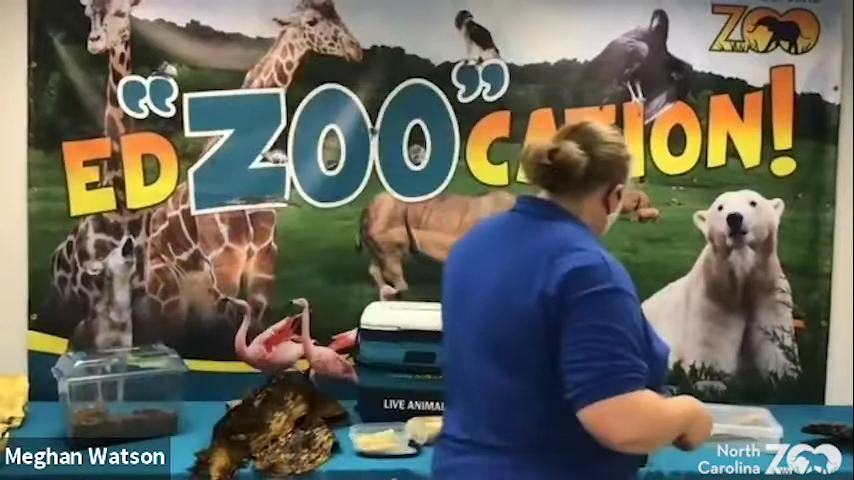 ZOO
ED"ZOO"CATION!
LIVE ANIMAL
Meghan Watson
North
Carolina ZOO